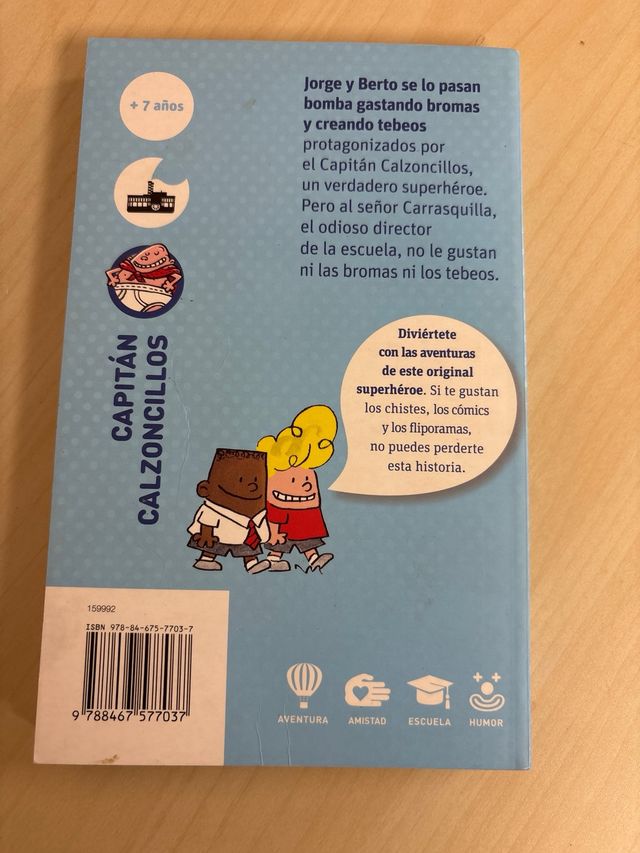 + 7 años
Jorge y Berto se lo pasan
bomba gastando bromas
y creando tebeos
protagonizados por
el Capitán Calzoncillos,
un verdadero superhéroe.
Pero al señor Carrasquilla,
el odioso director
de la escuela, no le gustan
ni las bromas ni los tebeos.
CAPITÁN
CALZONCILLOS
Diviértete
con las aventuras
de este original
superhéroe. Si te gustan
los chistes, los cómics
y los fliporamas,
no puedes perderte
esta historia.
159992
ISBN 978-84-675-7703-7
9 788467 577037
AVENTURA
AMISTAD
ESCUELA
HUMOR